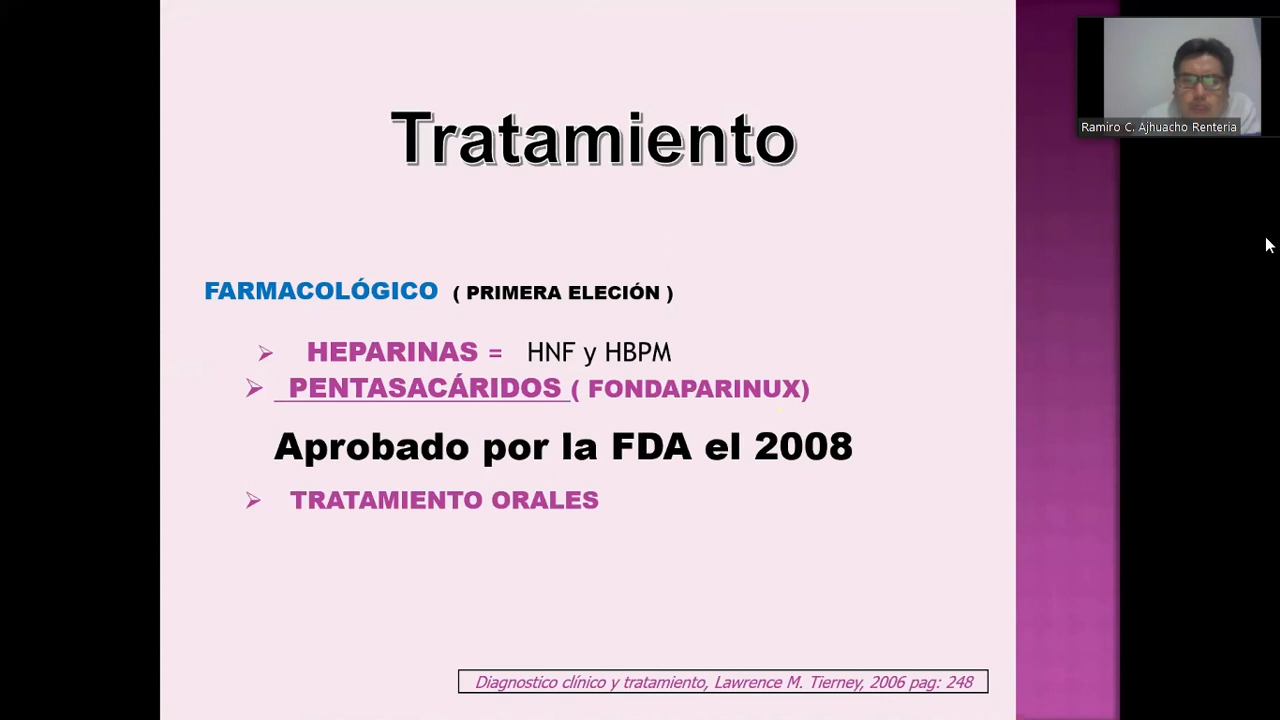 Tratamiento
Ramiro C. Ajhuacho Renteria
FARMACOLÓGICO ( PRIMERA ELECIÓN )
HEPARINAS = HNF y HBPM
PENTASACÁRIDOS ( FONDAPARINUX)
Aprobado por la FDA el 2008
TRATAMIENTO ORALES
Diagnostico clínico y tratamiento, Lawrence M. Tierney, 2006 pag: 248